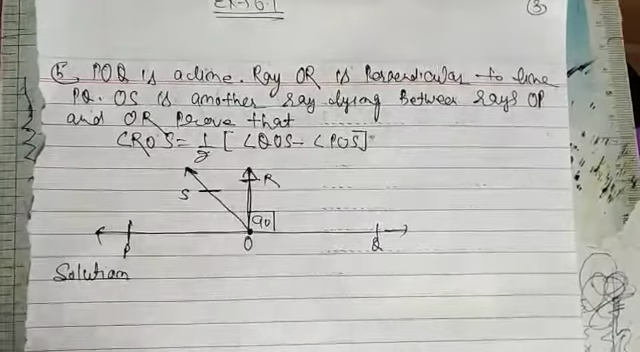 Ex→6.1
③
⑤ POQ is a line. Ray OR is Perpendicular to line
PQ. OS is another ray lying Between rays OP
and OR Prove that
∠ROS = 1/2 [∠QOS - ∠POS]
S R
90
P O Q
Solution